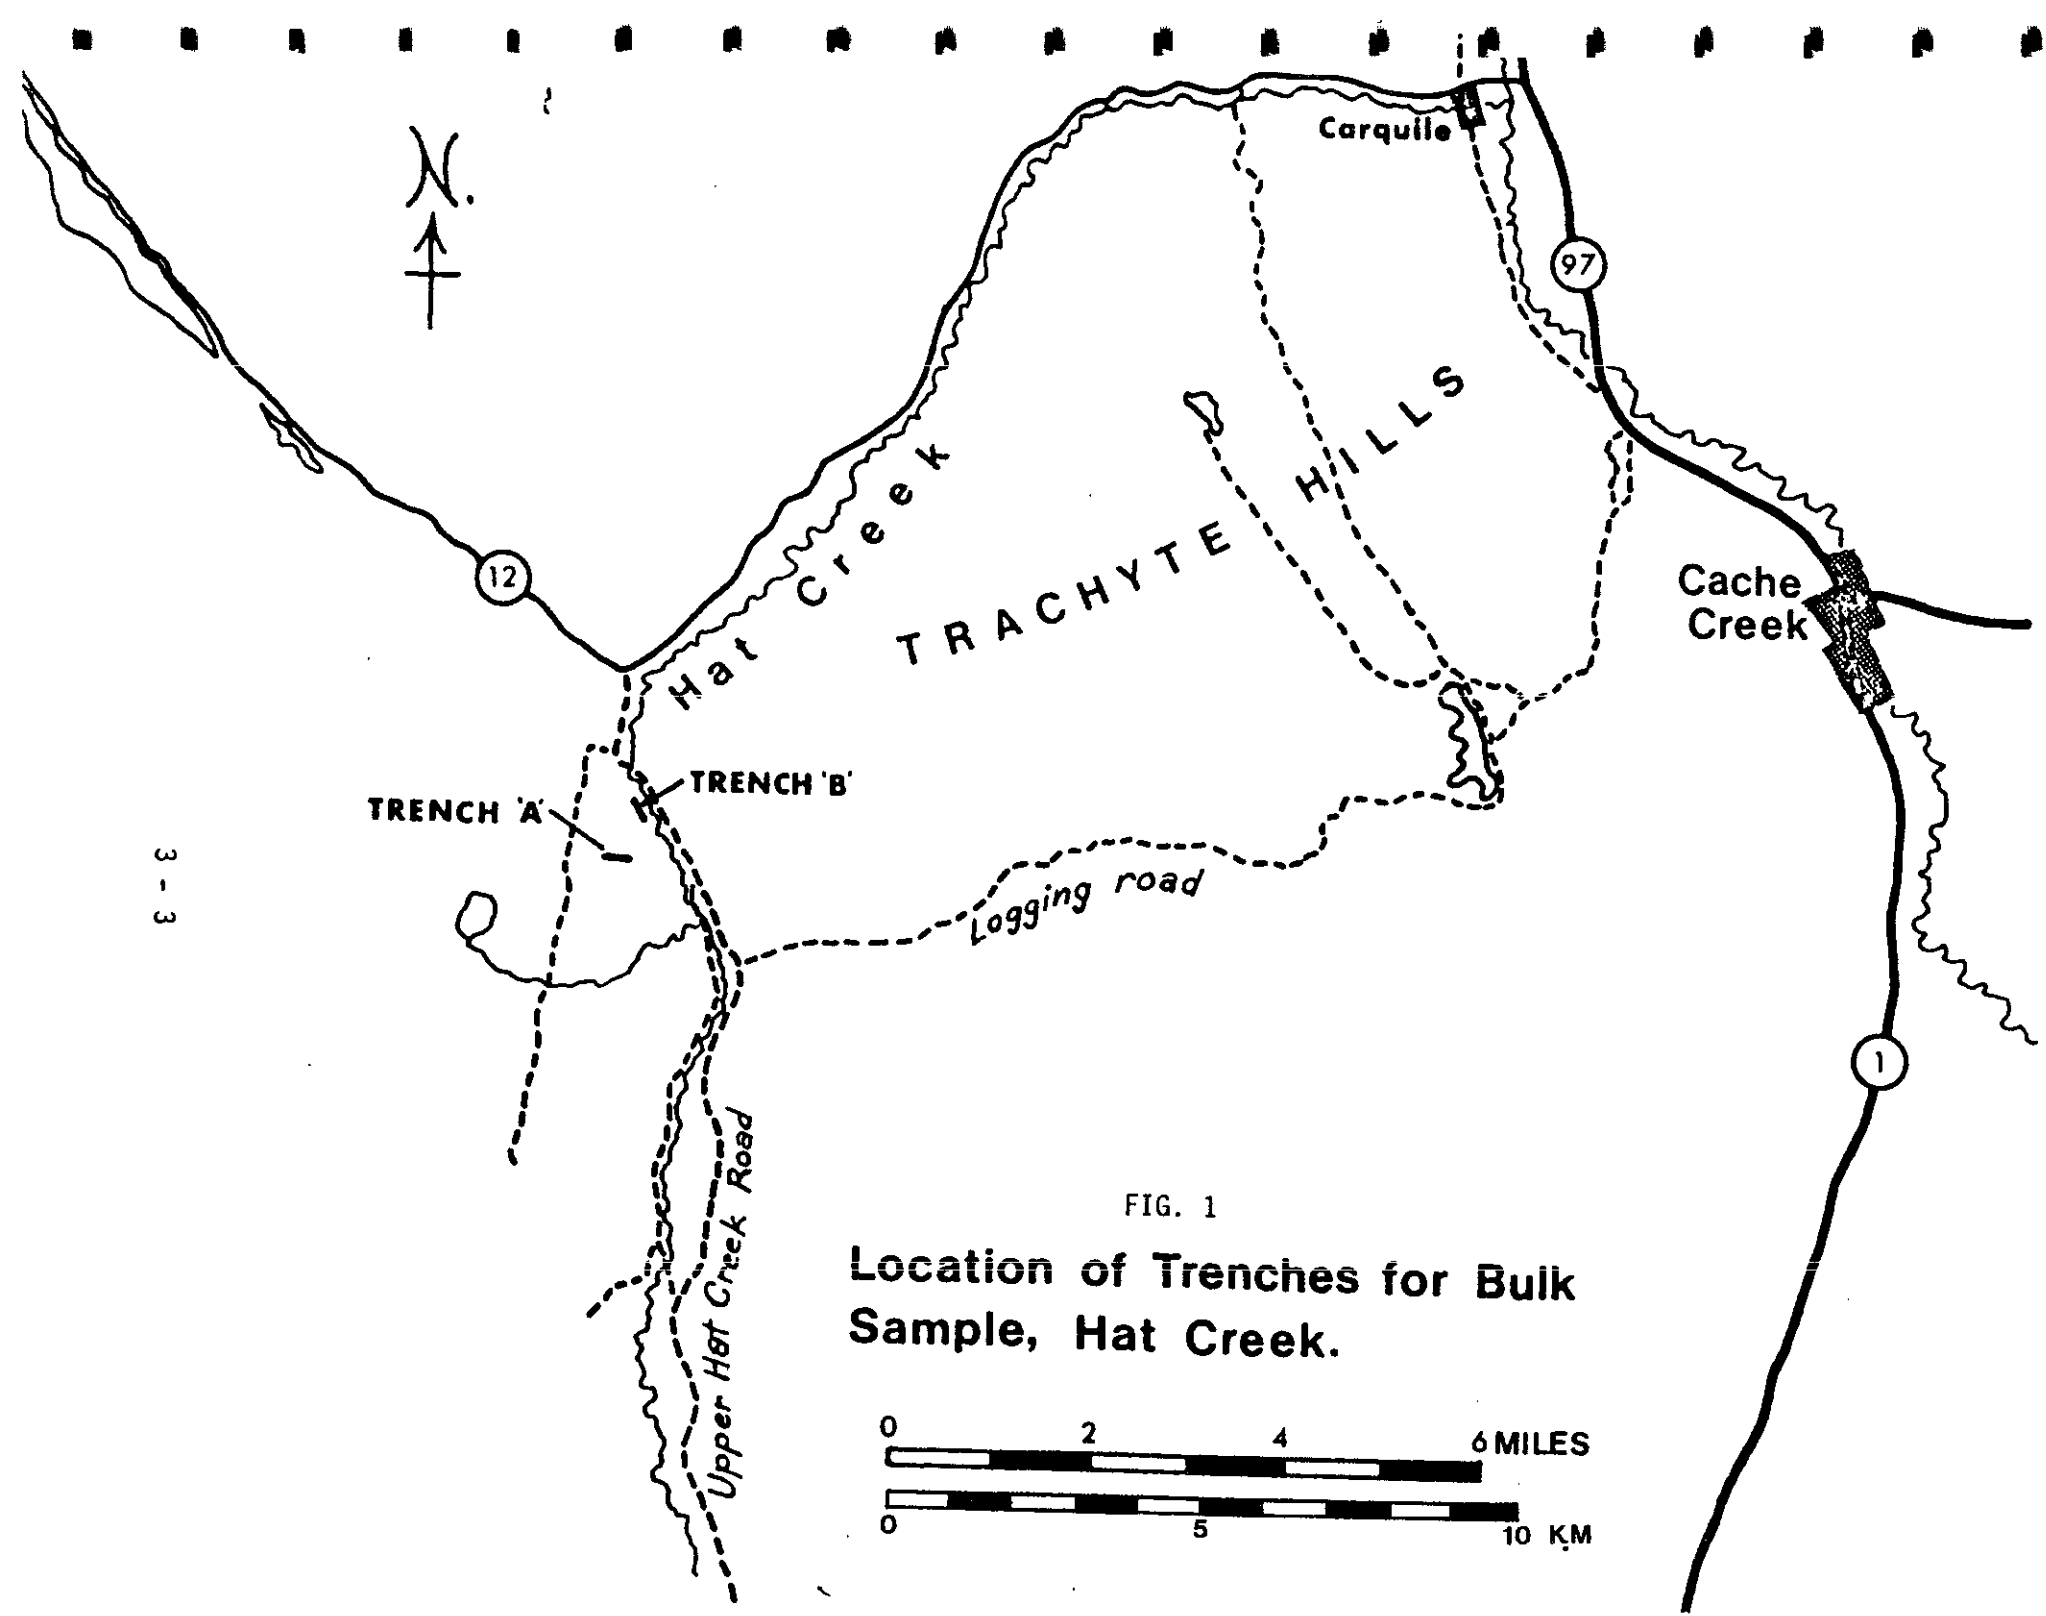 N.
Carquile
97
HILLS
Hat Creek
12
TRACHYTE
Cache
Creek
TRENCH 'B'
TRENCH 'A'
3 - 3
Logging road
1
Upper Hat Creek Road
FIG. 1
Location of Trenches for Bulk
Sample, Hat Creek.
0 2 4 6 MILES
0 5 10 KM